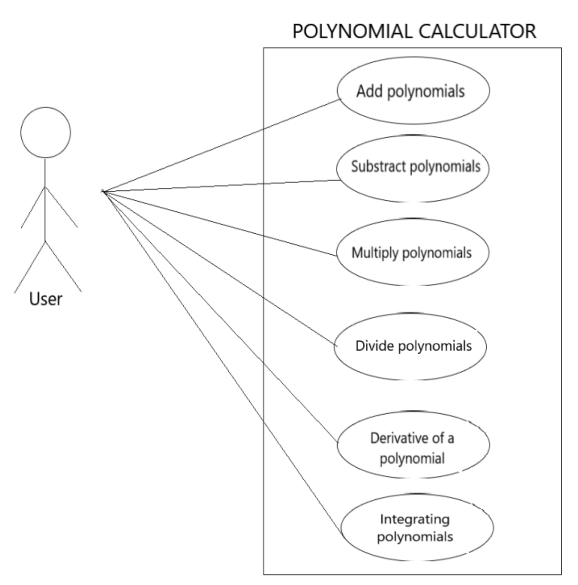 POLYNOMIAL CALCULATOR
Add polynomials
Substract polynomials
Multiply polynomials
Divide polynomials
Derivative of a
polynomial
Integrating
polynomials
User